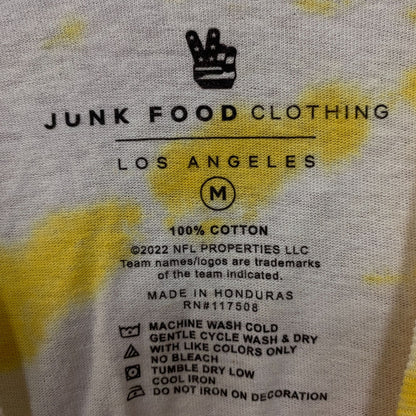 JUNK FOOD CLOTHING
LOS ANGELES
M
100% COTTON
©2022 NFL PROPERTIES LLC
Team names/logos are trademarks
of the team indicated.
MADE IN HONDURAS
RN#117508
MACHINE WASH COLD
GENTLE CYCLE WASH & DRY
WITH LIKE COLORS ONLY
NO BLEACH
TUMBLE DRY LOW
COOL IRON
DO NOT IRON ON DECORATION